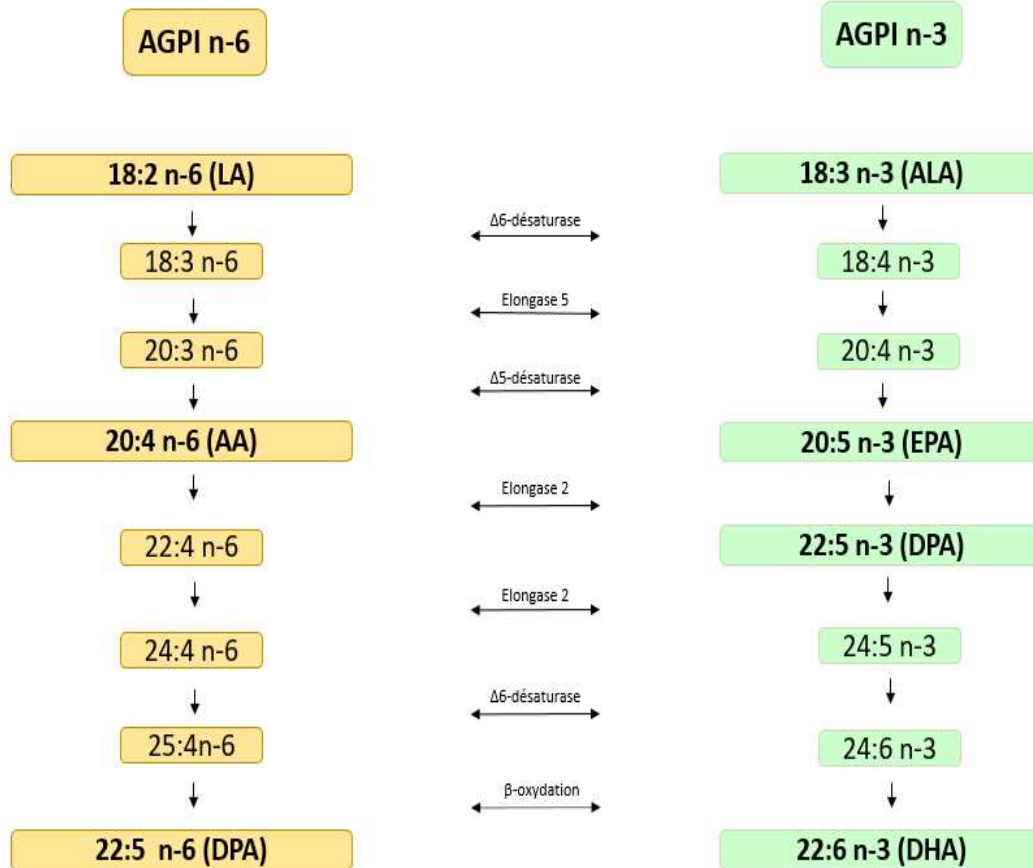 AGPI n-6
AGPI n-3
18:2 n-6 (LA)
18:3 n-3 (ALA)
Δ6-désaturase
18:3 n-6
18:4 n-3
Elongase 5
20:3 n-6
20:4 n-3
Δ5-désaturase
20:4 n-6 (AA)
20:5 n-3 (EPA)
Elongase 2
22:4 n-6
22:5 n-3 (DPA)
Elongase 2
24:4 n-6
24:5 n-3
Δ6-désaturase
25:4n-6
24:6 n-3
β-oxydation
22:5 n-6 (DPA)
22:6 n-3 (DHA)